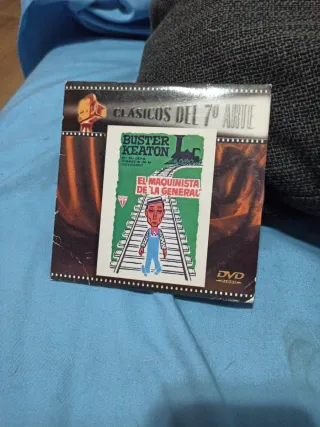 CLÁSICOS DEL 7º ARTE
BUSTER
KEATON
EL MAQUINISTA
DE "LA GENERAL"
DVD